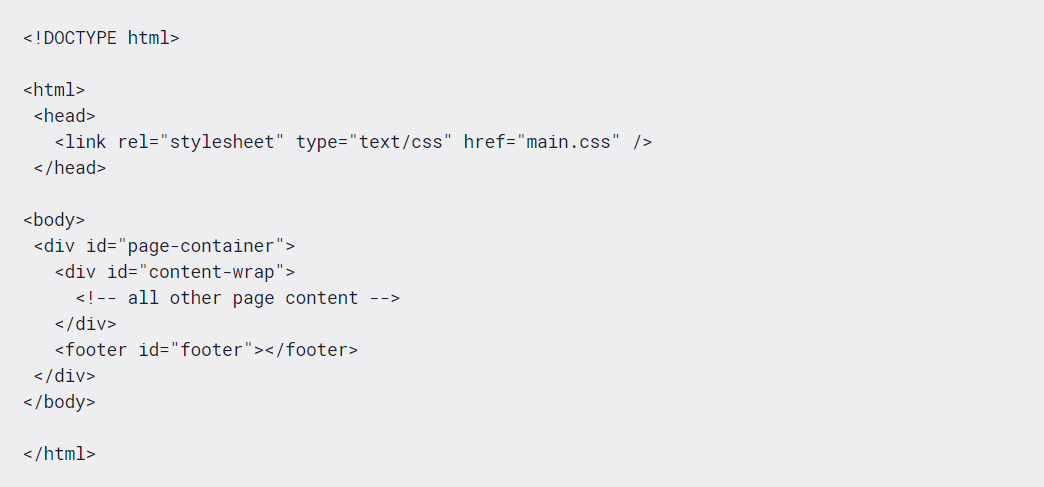 <!DOCTYPE html>
<html>
<head>
<link rel="stylesheet" type="text/css" href="main.css" />
</head>
<body>
<div id="page-container">
<div id="content-wrap">
<!-- all other page content -->
</div>
<footer id="footer"></footer>
</div>
</body>
</html>